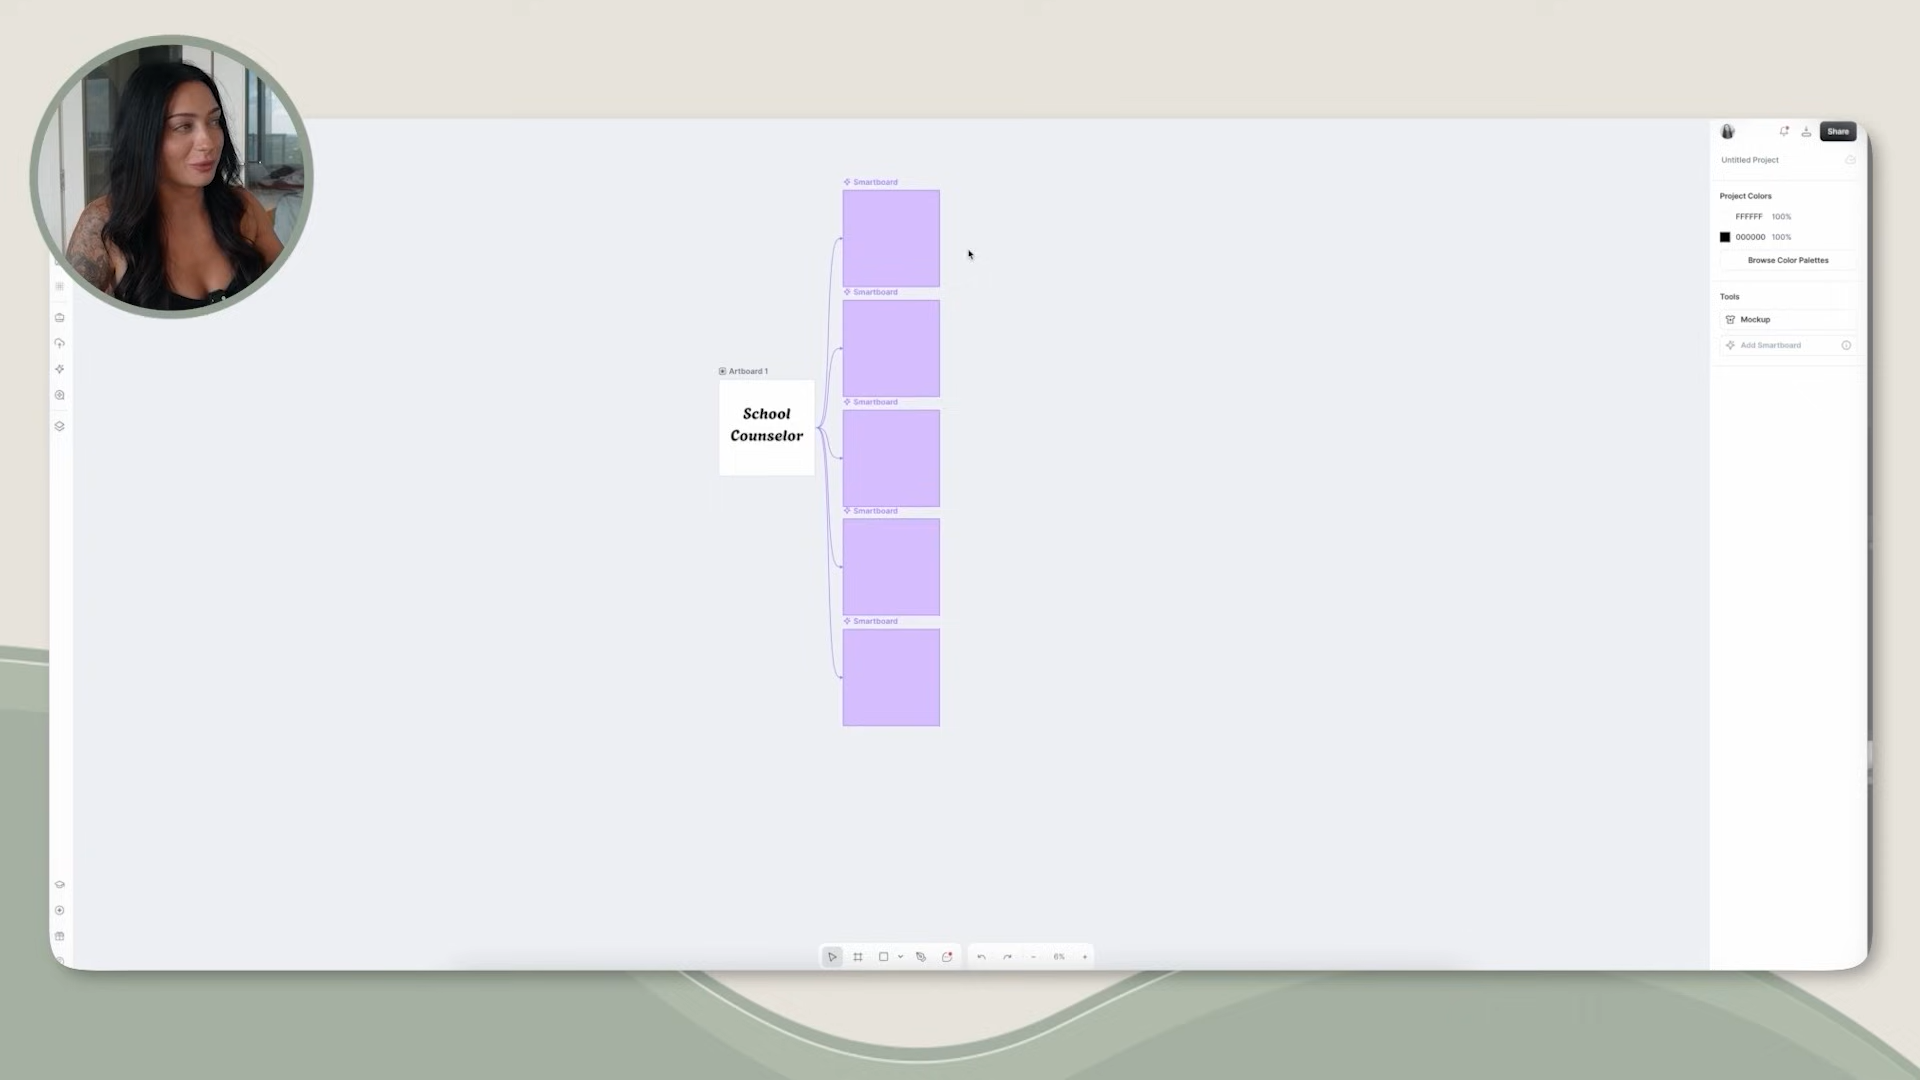 Share
Untitled Project
Project Colors
FFFFFF 100%
000000 100%
Browse Color Palettes
Tools
Mockup
Add Smartboard
Smartboard
Smartboard
Artboard 1
School
Counselor
Smartboard
Smartboard
Smartboard
6%